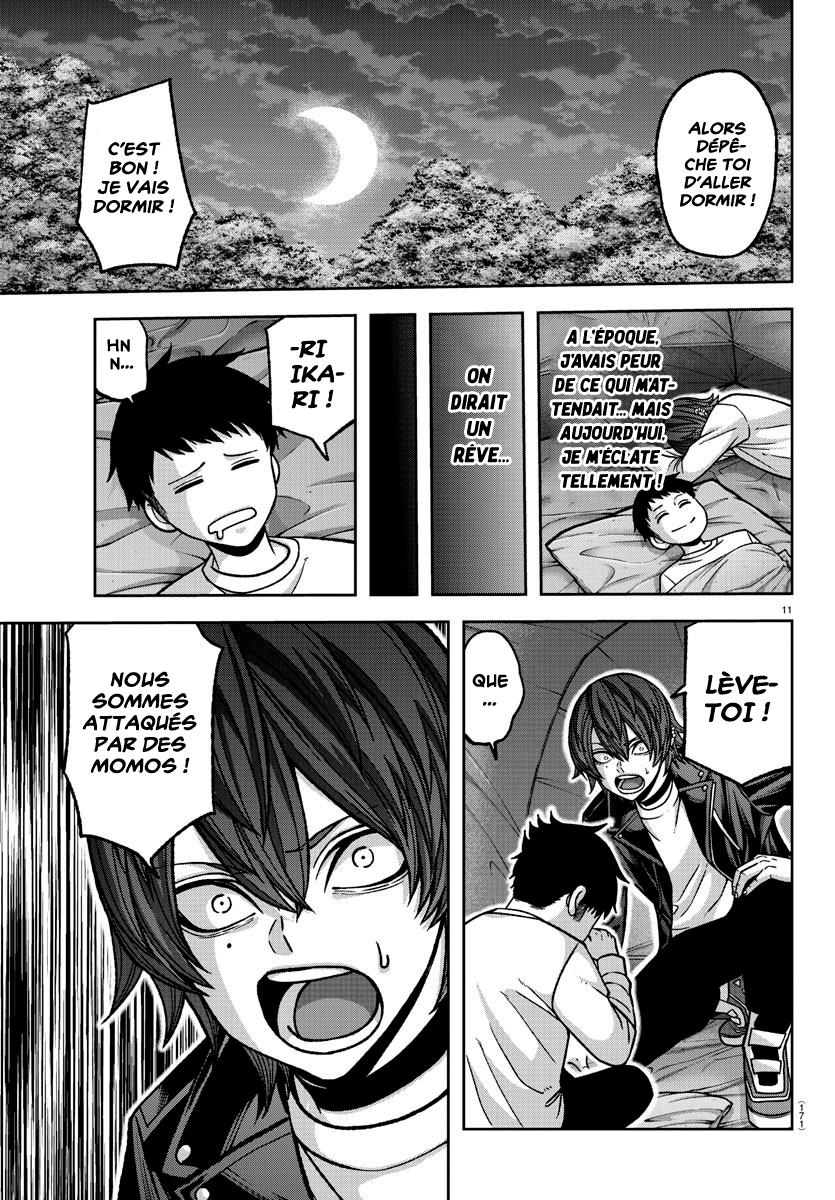 ALORS
DÉPÊ-
CHE TOI
D'ALLER
DORMIR !
C'EST
BON !
JE VAIS
DORMIR !
A L'ÉPOQUE,
J'AVAIS PEUR
DE CE QUI M'AT-
TENDAIT... MAIS
AUJOURD'HUI,
JE M'ÉCLATE
TELLEMENT !
ON
DIRAIT
UN
RÊVE...
-RI
IKA-
RI !
HN
N...
11
LÈVE-
TOI !
QUE
...
NOUS
SOMMES
ATTAQUÉS
PAR DES
MOMOS !
(171)